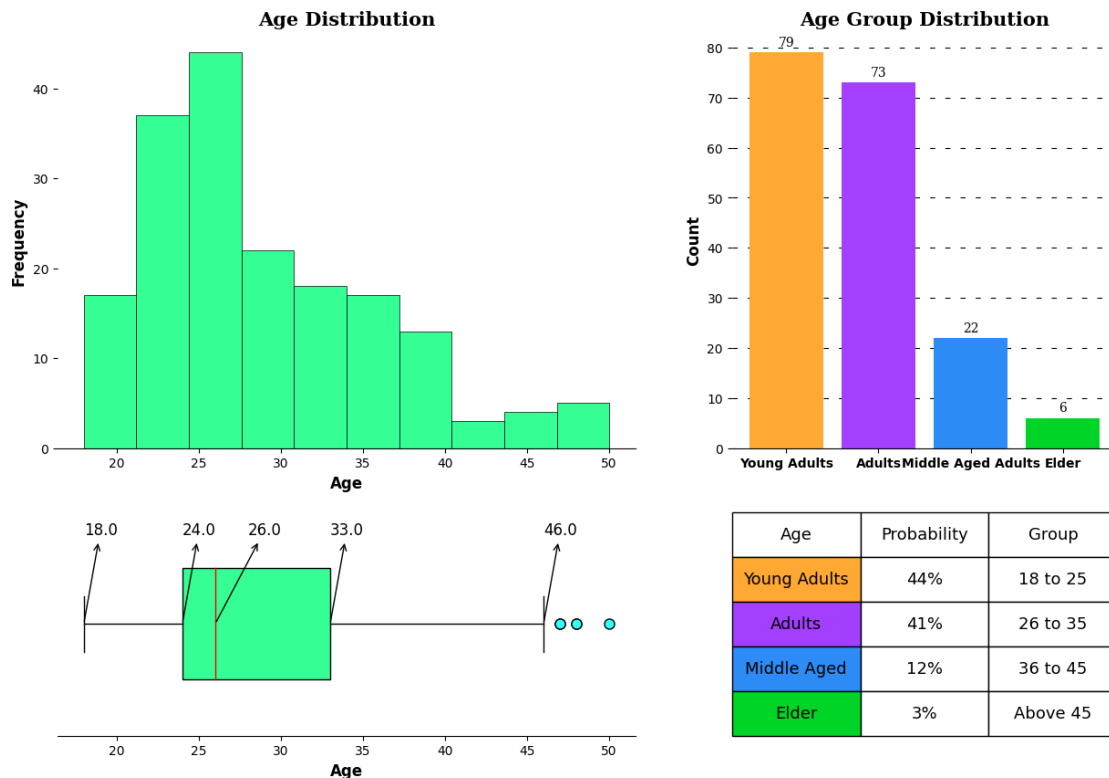 Age Distribution
Frequency
40
30
20
10
0
20 25 30 35 40 45 50
Age
Age Group Distribution
Count
80
70
60
50
40
30
20
10
0
79
73
22
6
Young Adults Adults Middle Aged Adults Elder
18.0 24.0 26.0 33.0 46.0
20 25 30 35 40 45 50
Age
Age Probability Group
Young Adults 44% 18 to 25
Adults 41% 26 to 35
Middle Aged 12% 36 to 45
Elder 3% Above 45